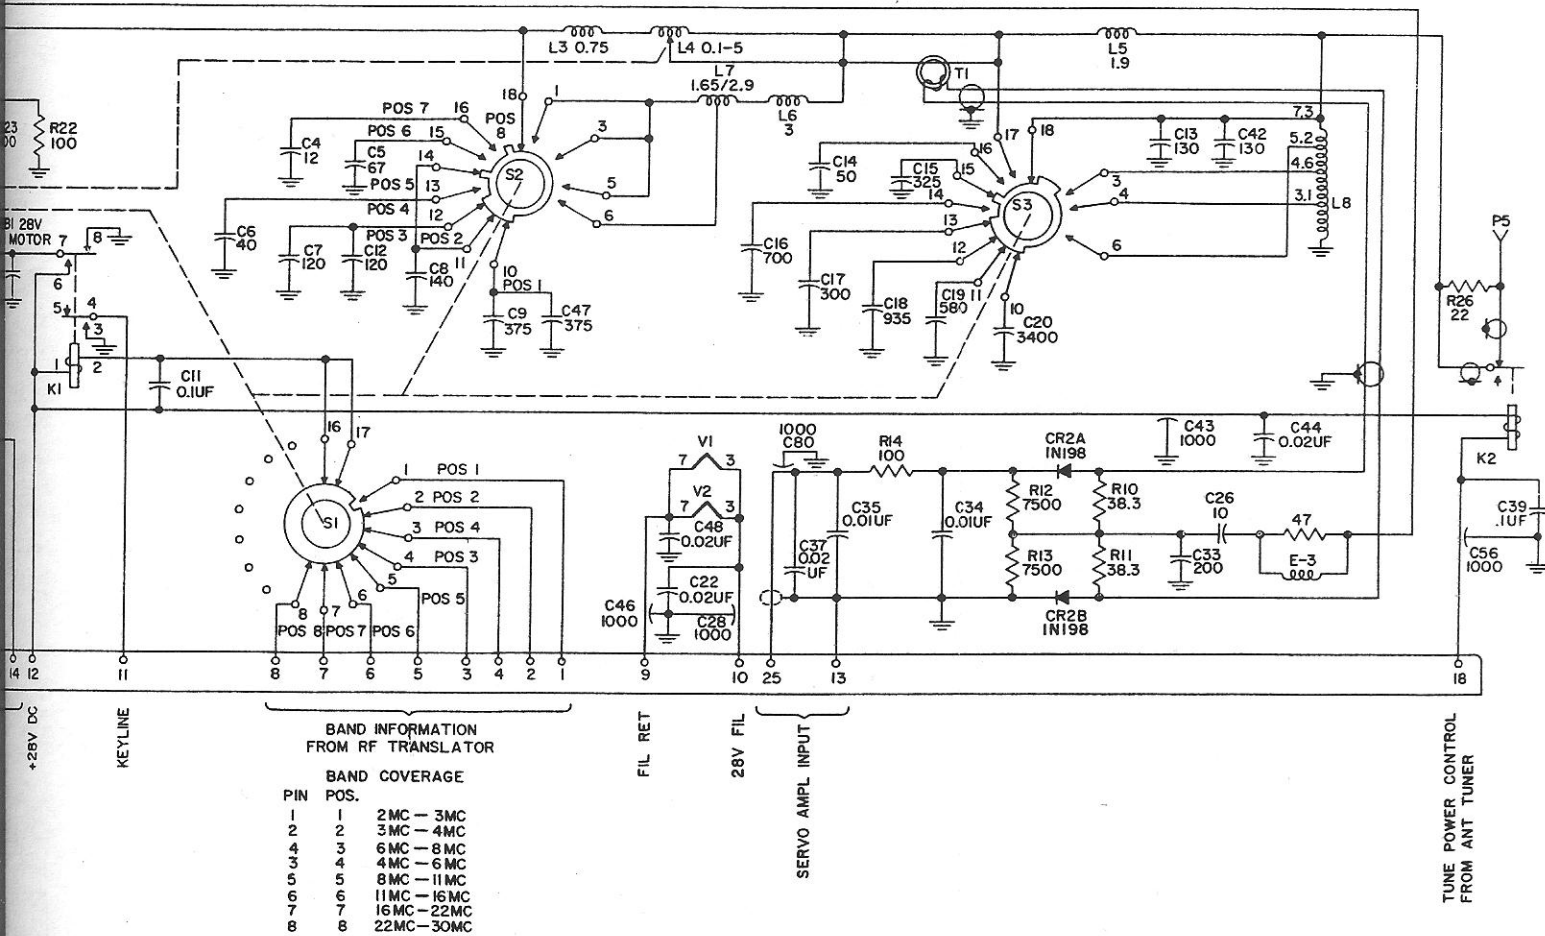 L3 0.75
L4 0.1-5
L5
1.9
T1
L7
1.65/2.9
L6
3
R22
100
23
00
POS 7
16
18
POS
8
1
C4
12
POS 6
15
C5
67
14
3
POS 5
13
S2
5
POS 4
12
6
C6
40
C7
120
POS 3
C12
120
POS 2
C8
140
11
10
POS 1
C9
375
C47
375
17
18
16
C14
50
C15
325
15
14
C16
700
13
C17
300
12
C18
935
C19
580
11
10
C20
3400
S3
3
4
6
C13
130
C42
130
7.3
5.2
4.6
3.1
L8
P5
R26
22
B1 28V
MOTOR
7
8
6
5
4
3
1
2
K1
C11
0.1UF
16
17
S1
1
POS 1
2
POS 2
3
POS 4
4
POS 3
5
POS 5
8
7
6
POS 8
POS 7
POS 6
V1
7
3
V2
7
3
C48
0.02UF
C22
0.02UF
C46
1000
C28
1000
1000
C80
R14
100
C35
0.01UF
C37
0.02
UF
C34
0.01UF
CR2A
1N198
R12
7500
R10
38.3
R13
7500
R11
38.3
CR2B
1N198
C26
10
C33
200
47
E-3
C43
1000
C44
0.02UF
K2
C39
.1UF
C56
1000
14
12
11
8
7
6
5
3
4
2
1
9
10
25
13
18
+28V DC
KEYLINE
BAND INFORMATION
FROM RF TRANSLATOR
FIL RET
28V FIL
SERVO AMPL INPUT
TUNE POWER CONTROL
FROM ANT TUNER
BAND COVERAGE
PIN POS.
1 1 2MC — 3MC
2 2 3MC — 4MC
4 3 6MC — 8MC
3 4 4MC — 6MC
5 5 8MC — 11MC
6 6 11MC — 16MC
7 7 16MC — 22MC
8 8 22MC — 30MC